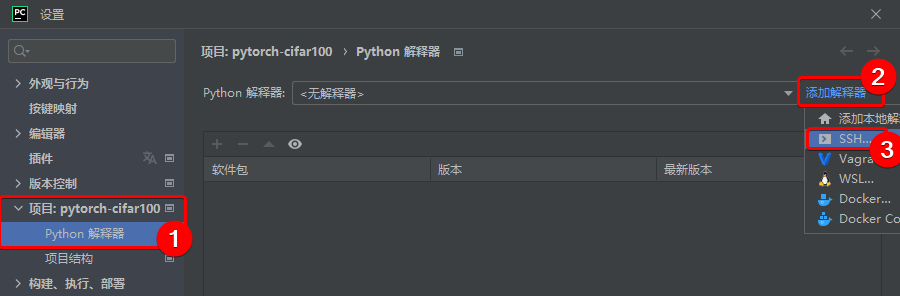 PC 设置
项目: pytorch-cifar100 › Python 解释器
外观与行为
按键映射
编辑器
插件
版本控制
项目: pytorch-cifar100
Python 解释器
1
项目结构
构建、执行、部署
Python 解释器: <无解释器> 添加解释器
2
软件包 版本 最新版本
添加本地解
SSH...
3
Vagra
WSL...
Docker...
Docker Co